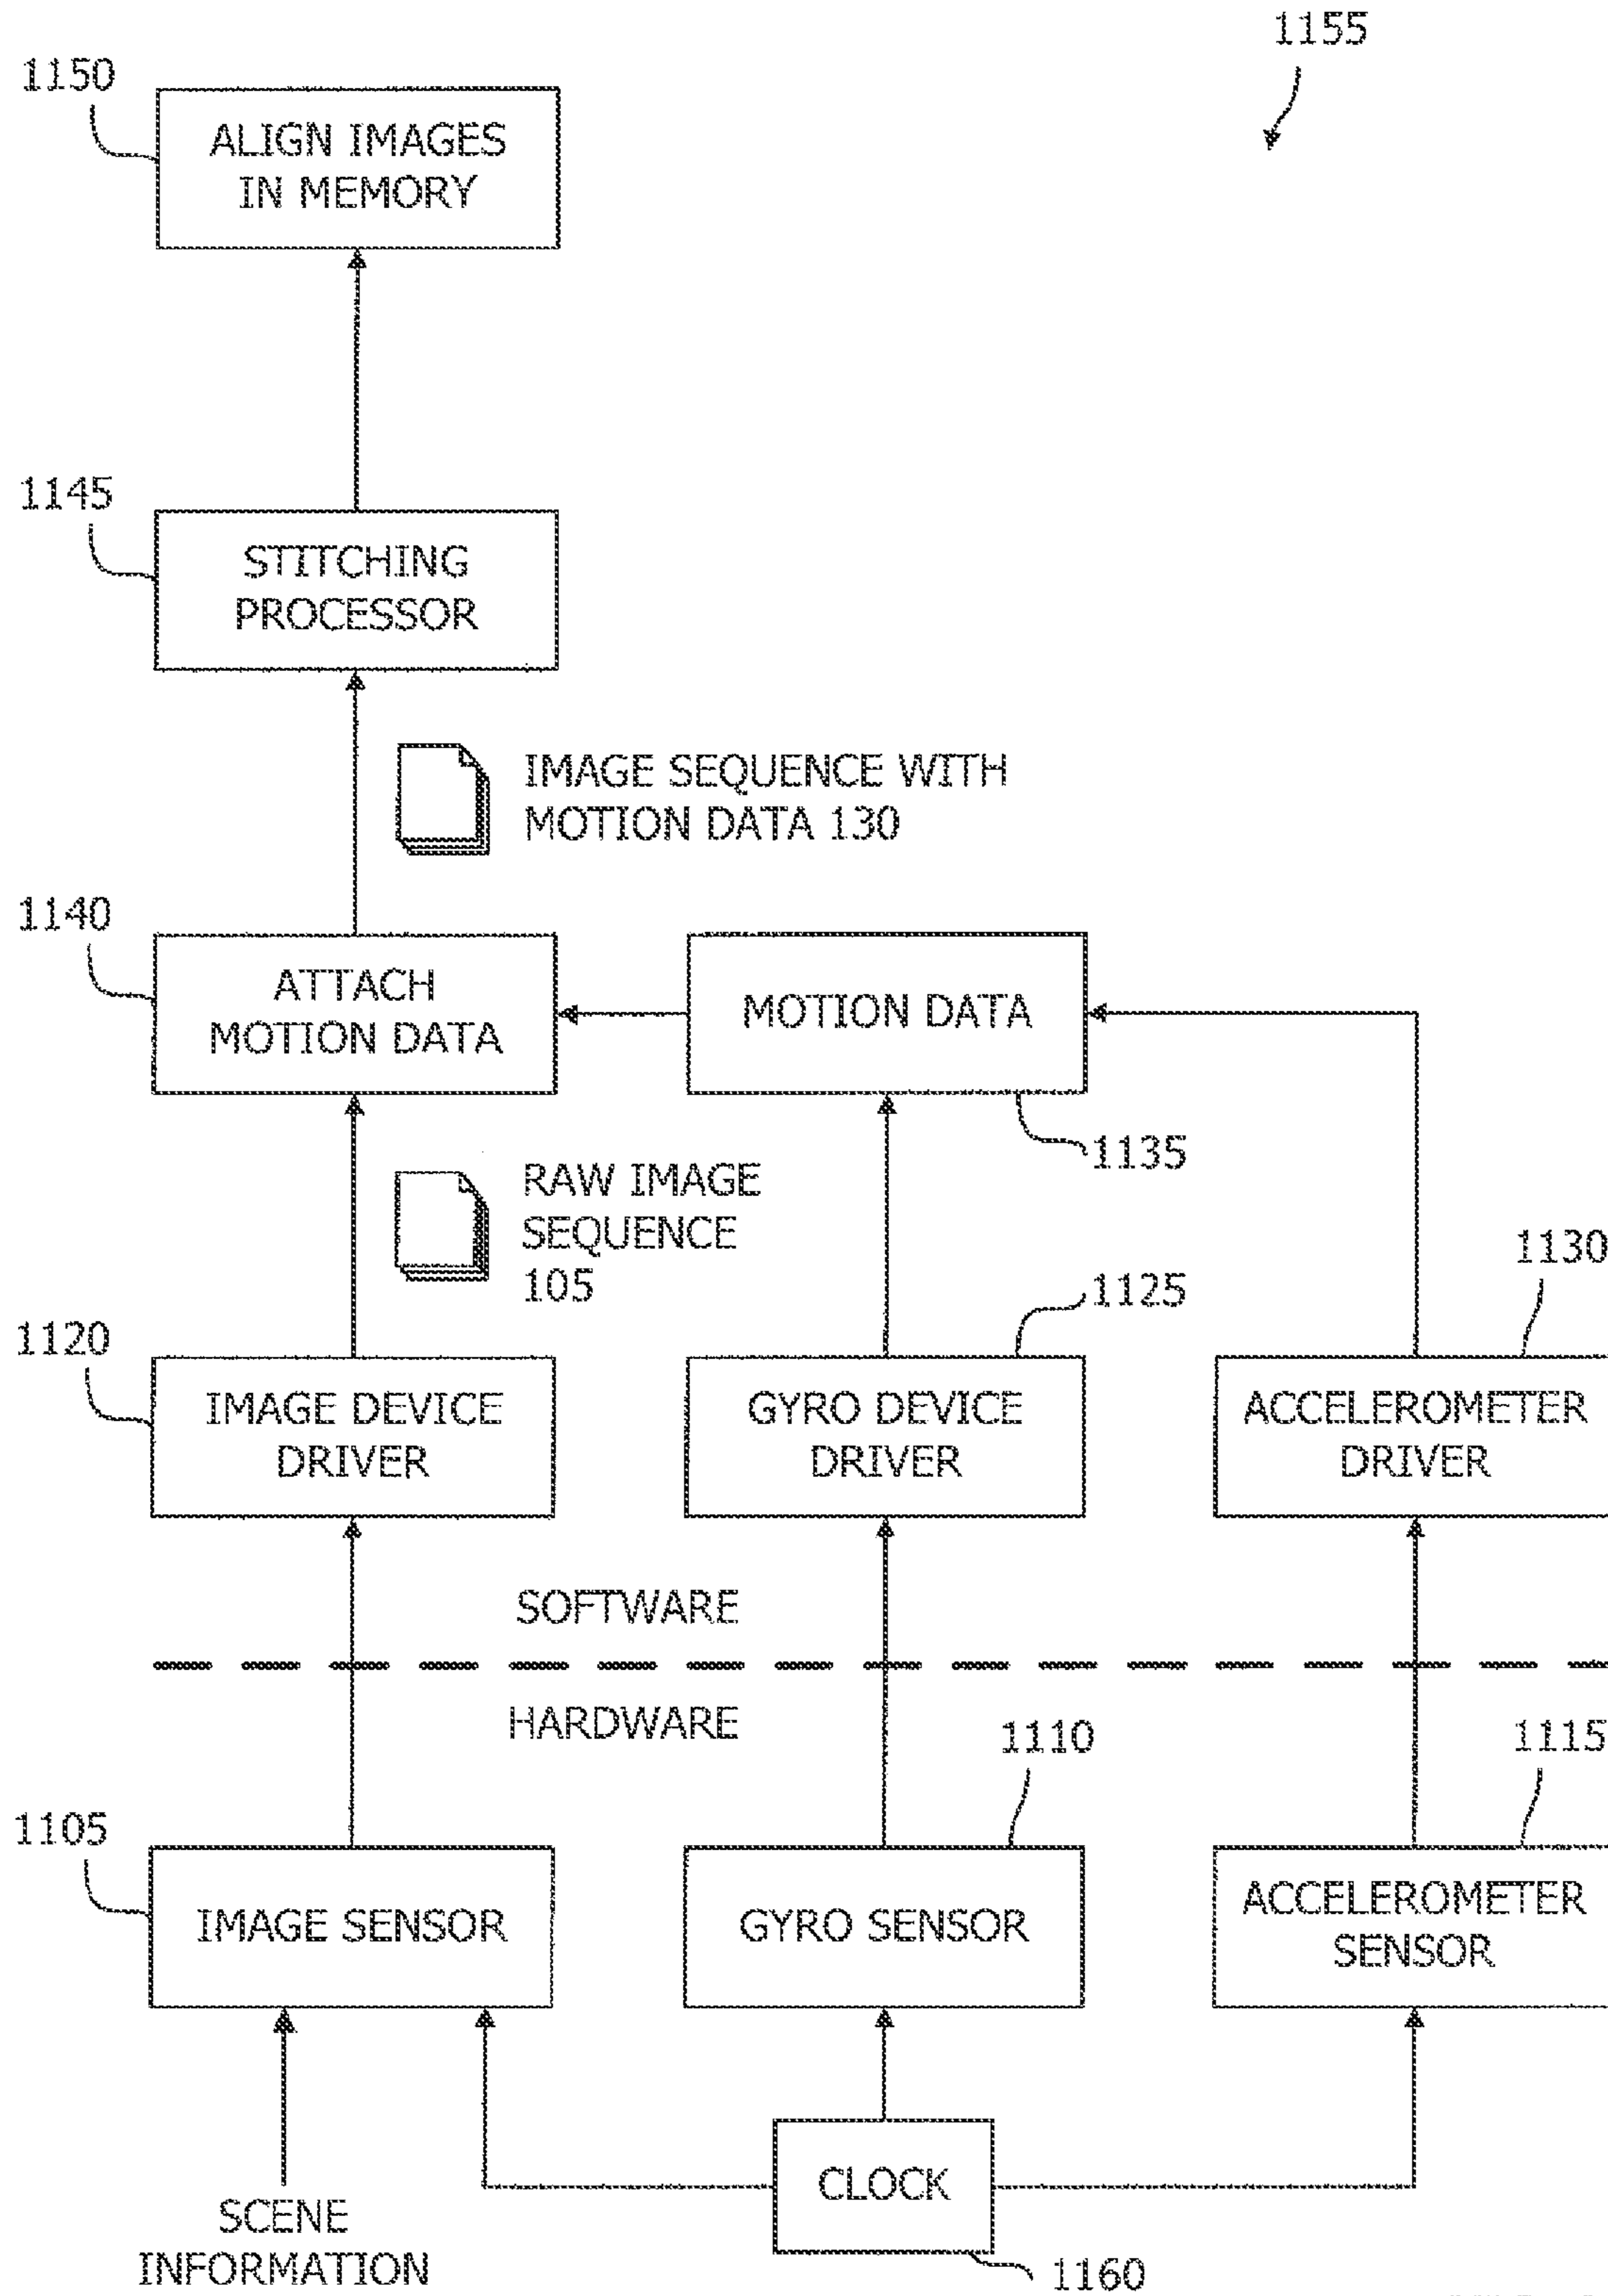 1155
1150
ALIGN IMAGES
IN MEMORY
1145
STITCHING
PROCESSOR
IMAGE SEQUENCE WITH
MOTION DATA 130
1140
ATTACH
MOTION DATA
MOTION DATA
1135
RAW IMAGE
SEQUENCE
105
1120
IMAGE DEVICE
DRIVER
1125
GYRO DEVICE
DRIVER
1130
ACCELEROMETER
DRIVER
SOFTWARE
HARDWARE
1105
IMAGE SENSOR
1110
GYRO SENSOR
1115
ACCELEROMETER
SENSOR
SCENE
INFORMATION
CLOCK
1160